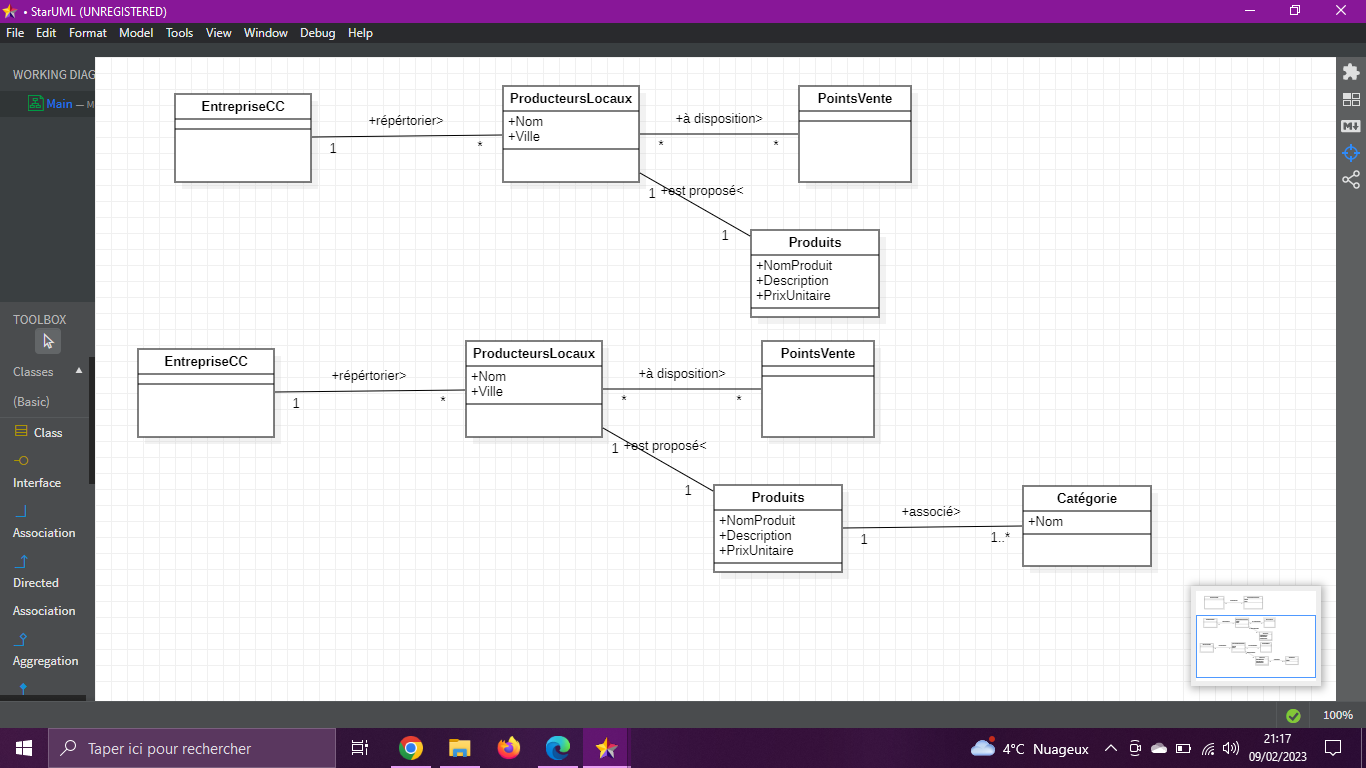 • StarUML (UNREGISTERED)
File Edit Format Model Tools View Window Debug Help
WORKING DIAG
Main — M
TOOLBOX
Classes
(Basic)
Class
Interface
Association
Directed
Association
Aggregation
EntrepriseCC
+répértorier>
1
*
ProducteursLocaux
+Nom
+Ville
+à disposition>
*
*
PointsVente
1
+est proposé<
1
Produits
+NomProduit
+Description
+PrixUnitaire
EntrepriseCC
+répértorier>
1
*
ProducteursLocaux
+Nom
+Ville
+à disposition>
*
*
PointsVente
1
+est proposé<
1
Produits
+NomProduit
+Description
+PrixUnitaire
+associé>
1
1..*
Catégorie
+Nom
M
100%
Taper ici pour rechercher
4°C Nuageux
21:17
09/02/2023